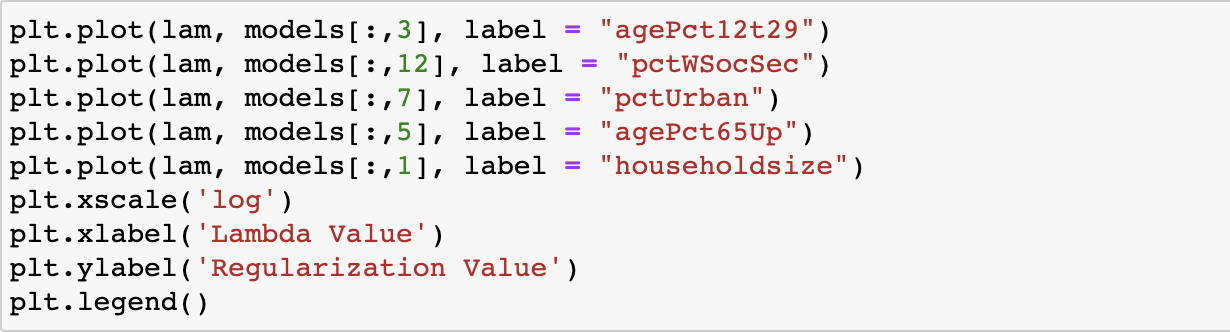 plt.plot(lam, models[:,3], label = "agePct12t29")
plt.plot(lam, models[:,12], label = "pctWSocSec")
plt.plot(lam, models[:,7], label = "pctUrban")
plt.plot(lam, models[:,5], label = "agePct65Up")
plt.plot(lam, models[:,1], label = "householdsize")
plt.xscale('log')
plt.xlabel('Lambda Value')
plt.ylabel('Regularization Value')
plt.legend()